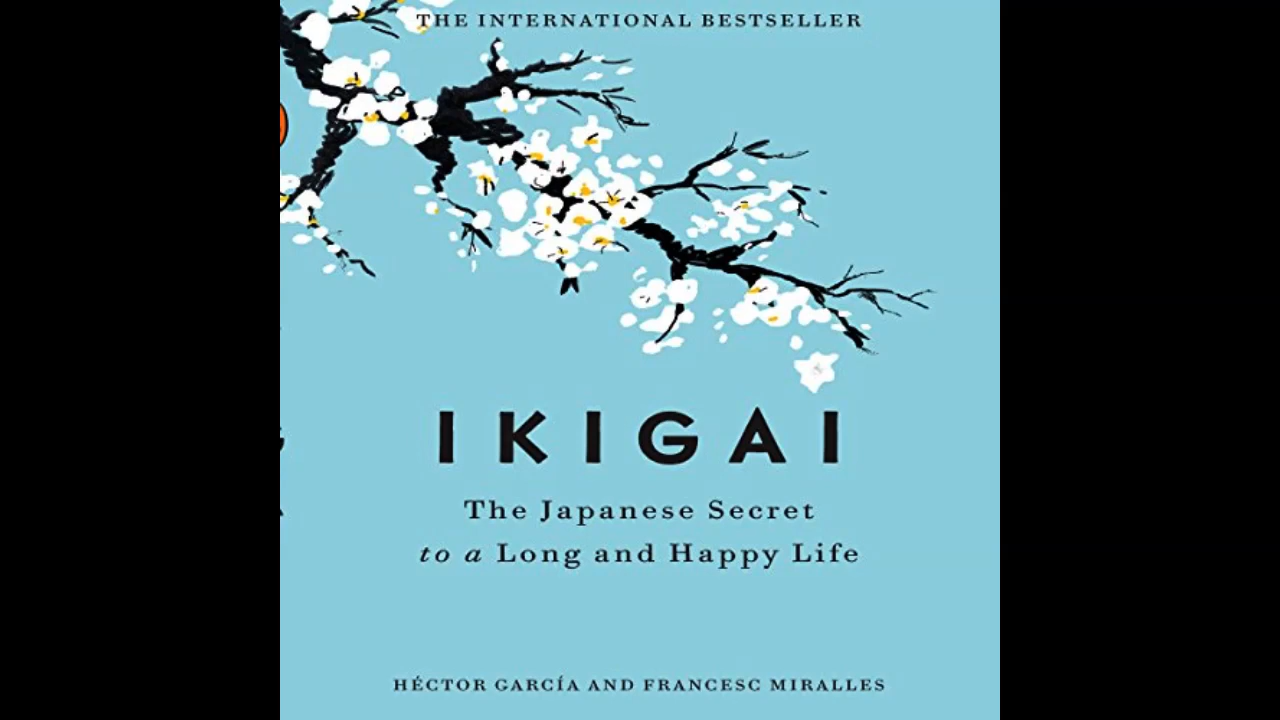 THE INTERNATIONAL BESTSELLER
IKIGAI
The Japanese Secret
to a Long and Happy Life
HÉCTOR GARCÍA AND FRANCESC MIRALLES